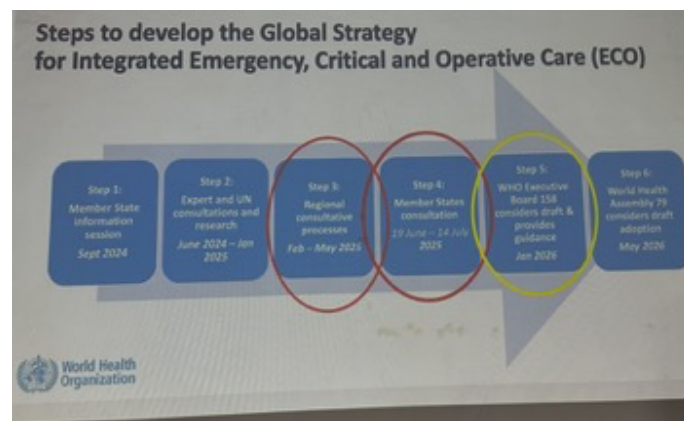 Steps to develop the Global Strategy
for Integrated Emergency, Critical and Operative Care (ECO)
Step 1:
Member State
information
session
Sept 2024
Step 2:
Expert and UN
consultations and
research
June 2024 – Jan
2025
Step 3:
Regional
consultative
processes
Feb – May 2025
Step 4:
Member States
consultation
19 June – 14 July
2025
Step 5:
WHO Executive
Board 158
considers draft &
provides
guidance
Jan 2026
Step 6:
World Health
Assembly 79
considers draft
adoption
May 2026
World Health
Organization